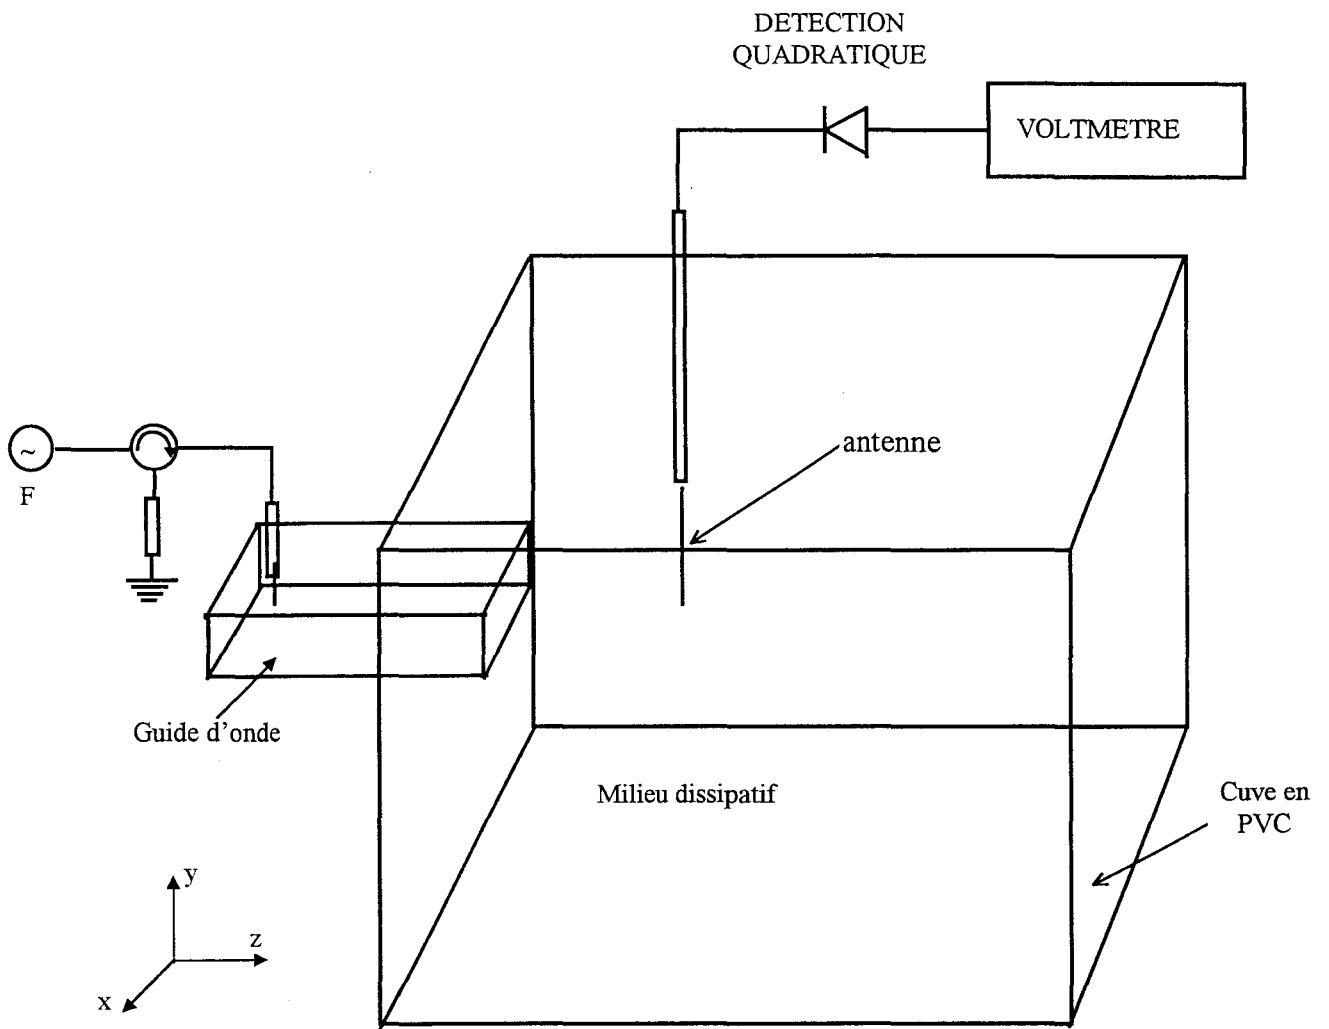 DETECTION
QUADRATIQUE
VOLTMETRE
antenne
~
F
Guide d'onde
Milieu dissipatif
Cuve en
PVC
y
z
x